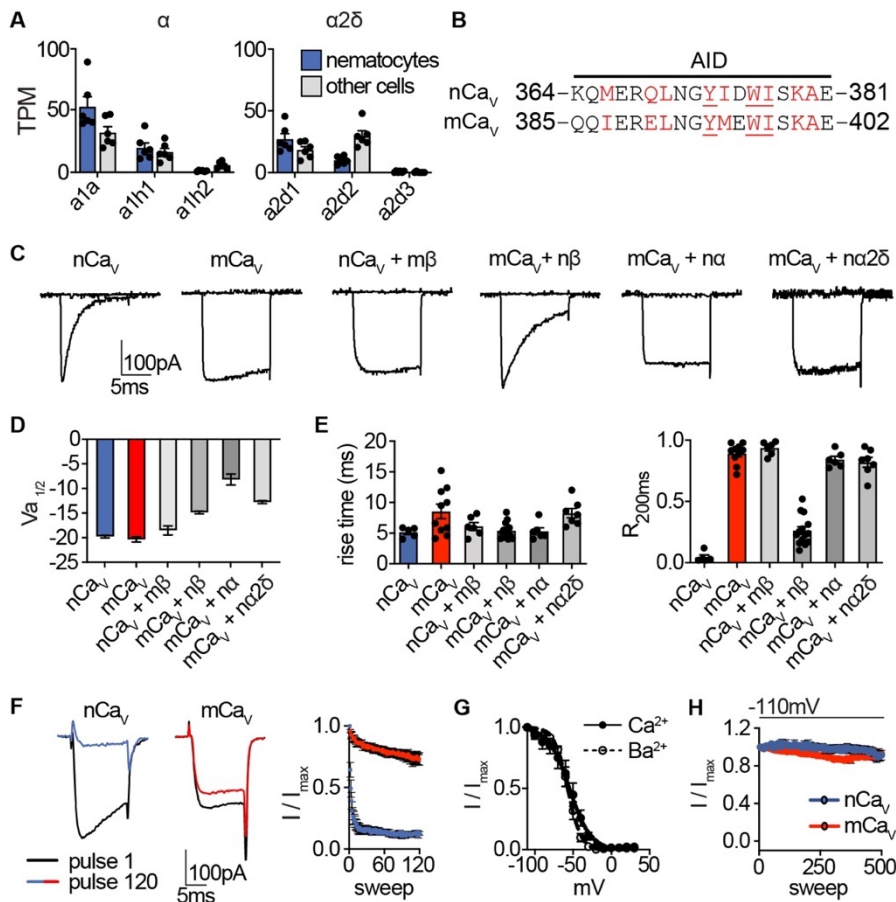 A
α
α2δ
100
50
0
TPM
a1a
a1h1
a1h2
100
50
0
nematocytes
other cells
a2d1
a2d2
a2d3
B
AID
nCaV 364–KQMERQLNGYIDWISKAE–381
mCaV 385–QQIERELNGYMEWISKAE–402
C
nCaV
mCaV
nCaV + mβ
mCaV + nβ
mCaV + nα
mCaV + nα2δ
100pA
5ms
D
0
-5
-10
-15
-20
-25
Va 1/2
nCaV
mCaV
nCaV + mβ
mCaV + nβ
mCaV + nα
mCaV + nα2δ
E
20
15
10
5
0
rise time (ms)
nCaV
mCaV
nCaV + mβ
mCaV + nβ
mCaV + nα
mCaV + nα2δ
1.0
0.5
0.0
R200ms
nCaV
mCaV
nCaV + mβ
mCaV + nβ
mCaV + nα
mCaV + nα2δ
F
nCaV
mCaV
pulse 1
pulse 120
100pA
5ms
1.0
0.5
0.0
I / Imax
0
60
120
sweep
G
1.0
0.5
0.0
I / Imax
Ca2+
Ba2+
-100
-50
0
mV
H
-110mV
1.2
0.8
0.4
0.0
I / Imax
nCaV
mCaV
0
250
500
sweep